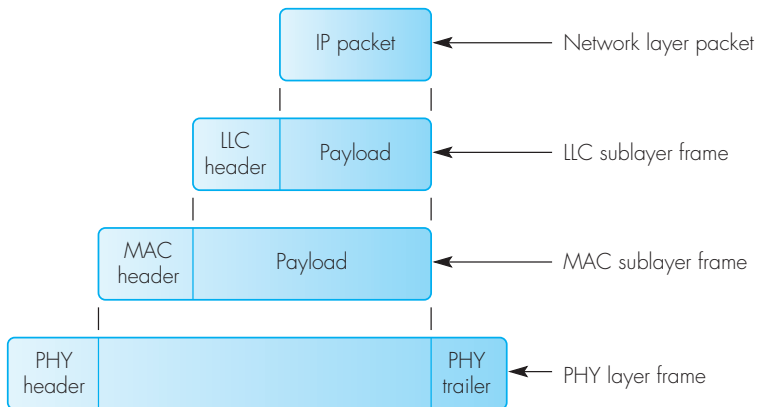 IP packet
Network layer packet
LLC
header
Payload
LLC sublayer frame
MAC
header
Payload
MAC sublayer frame
PHY
header
PHY
trailer
PHY layer frame